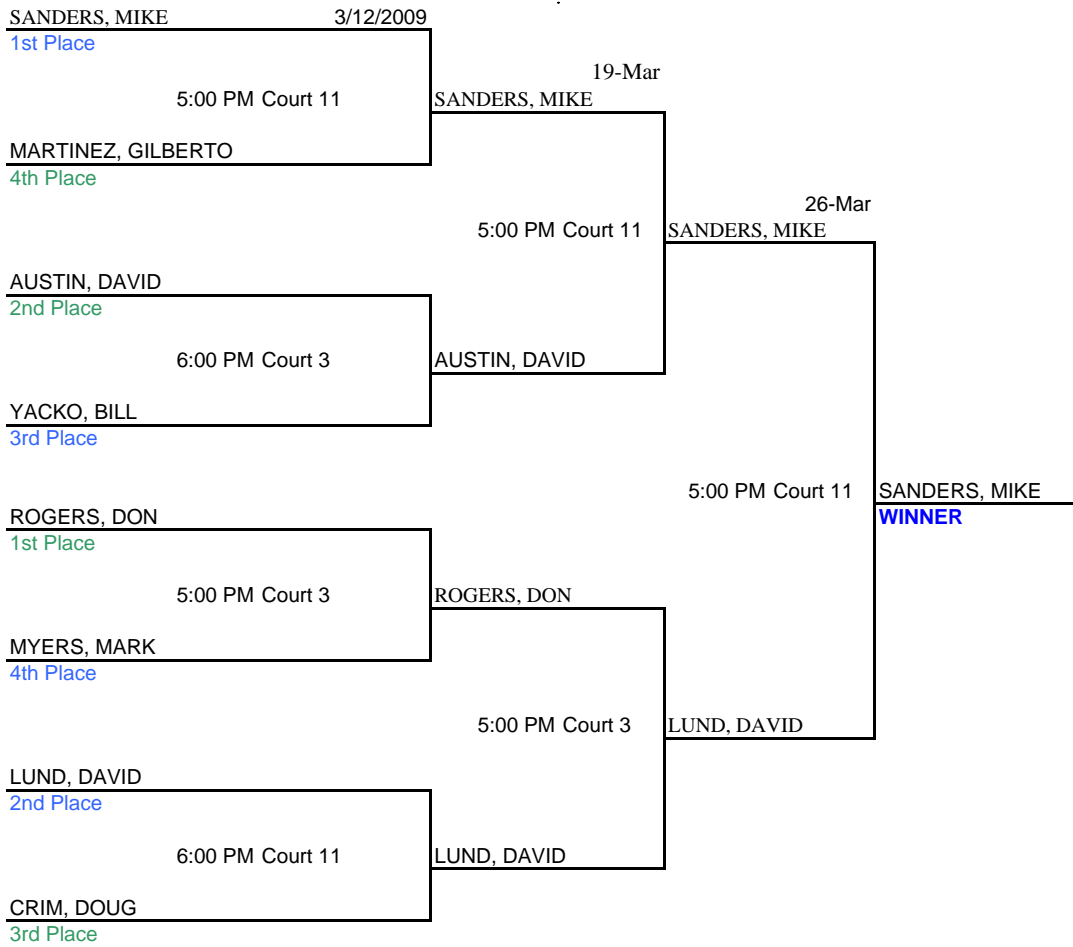 SANDERS, MIKE 3/12/2009
1st Place
19-Mar
5:00 PM Court 11 SANDERS, MIKE
MARTINEZ, GILBERTO
4th Place
26-Mar
5:00 PM Court 11 SANDERS, MIKE
AUSTIN, DAVID
2nd Place
6:00 PM Court 3 AUSTIN, DAVID
YACKO, BILL
3rd Place
5:00 PM Court 11 SANDERS, MIKE
ROGERS, DON WINNER
1st Place
5:00 PM Court 3 ROGERS, DON
MYERS, MARK
4th Place
5:00 PM Court 3 LUND, DAVID
LUND, DAVID
2nd Place
6:00 PM Court 11 LUND, DAVID
CRIM, DOUG
3rd Place